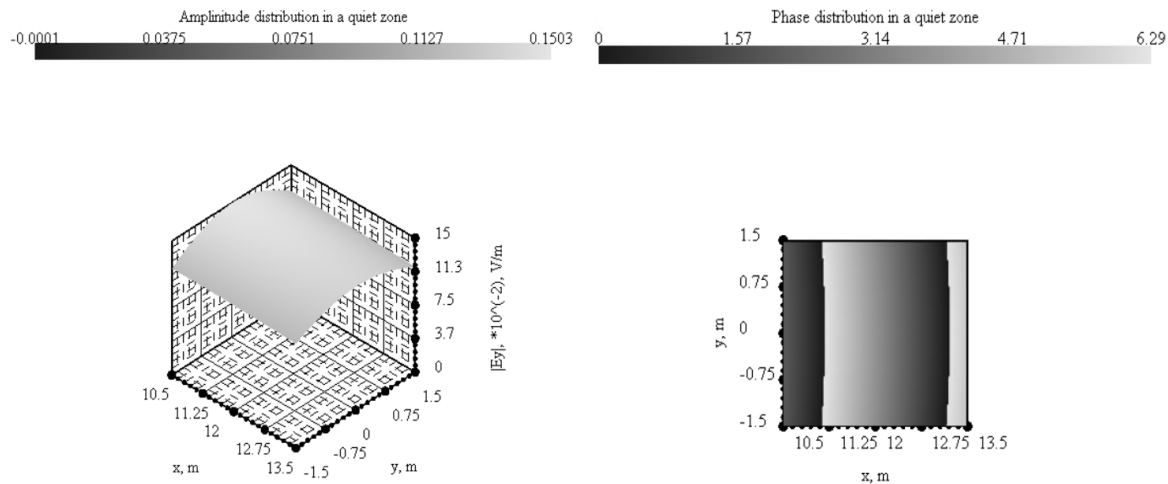 Amplinitude distribution in a quiet zone
-0.0001 0.0375 0.0751 0.1127 0.1503
15
11.3
7.5
3.7
0
|Ey|, *10^(-2), V/m
10.5
11.25
12
12.75
13.5
x, m
-1.5
-0.75
0
0.75
1.5
y, m
Phase distribution in a quiet zone
0 1.57 3.14 4.71 6.29
1.5
0.75
0
-0.75
-1.5
y, m
10.5 11.25 12 12.75 13.5
x, m